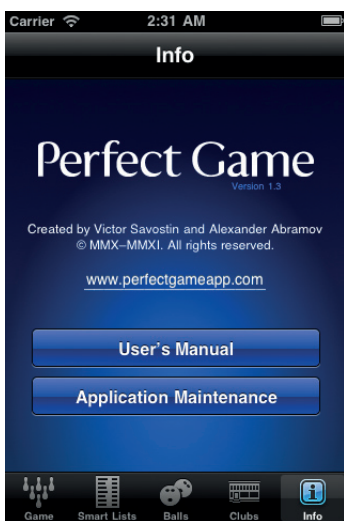 Carrier 2:31 AM
Info
Perfect Game
Version 1.3
Created by Victor Savostin and Alexander Abramov
© MMX–MMXI. All rights reserved.
www.perfectgameapp.com
User's Manual
Application Maintenance
Game Smart Lists Balls Clubs Info